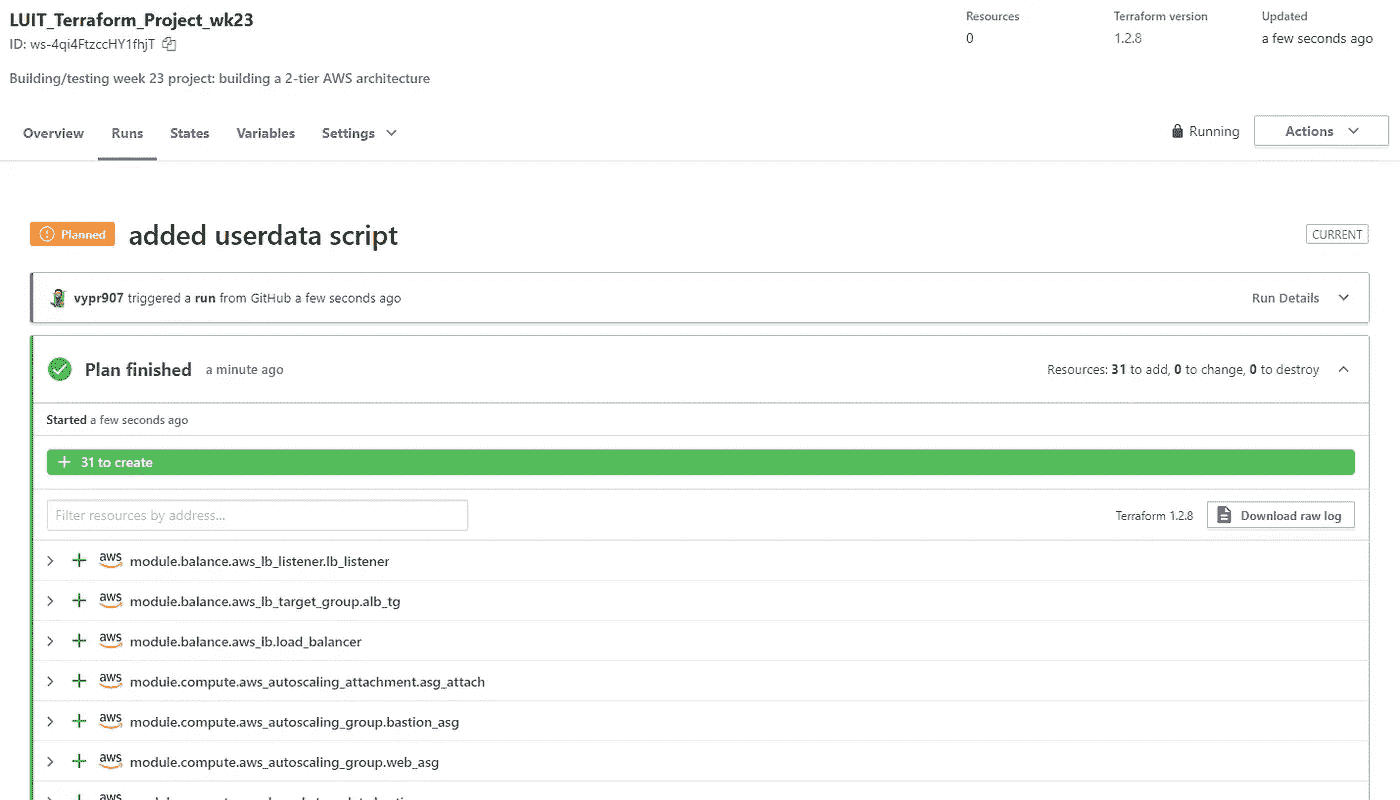 LUIT_Terraform_Project_wk23
ID: ws-4qi4FtzccHY1fhjT
Building/testing week 23 project: building a 2-tier AWS architecture
Resources
0
Terraform version
1.2.8
Updated
a few seconds ago
Overview Runs States Variables Settings
Running
Actions
Planned
added userdata script
CURRENT
vypr907 triggered a run from GitHub a few seconds ago
Run Details
Plan finished a minute ago
Resources: 31 to add, 0 to change, 0 to destroy
Started a few seconds ago
+ 31 to create
Filter resources by address...
Terraform 1.2.8
Download raw log
+ aws module.balance.aws_lb_listener.lb_listener
+ aws module.balance.aws_lb_target_group.alb_tg
+ aws module.balance.aws_lb.load_balancer
+ aws module.compute.aws_autoscaling_attachment.asg_attach
+ aws module.compute.aws_autoscaling_group.bastion_asg
+ aws module.compute.aws_autoscaling_group.web_asg
aws